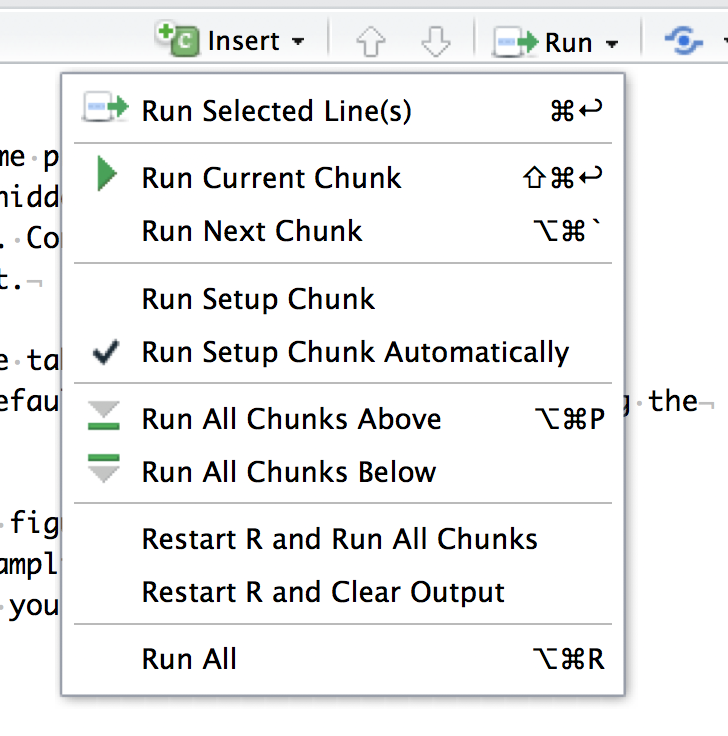 Insert Run
Run Selected Line(s) ⌘↩
me·p
Run Current Chunk ⇧⌘↩
hidd
Run Next Chunk ⌥⌘`
.·Co
t.¬
Run Setup Chunk
e·ta
Run Setup Chunk Automatically
efau
·the¬
Run All Chunks Above ⌥⌘P
Run All Chunks Below
·fig
Restart R and Run All Chunks
ampl
Restart R and Clear Output
·you
Run All ⌥⌘R